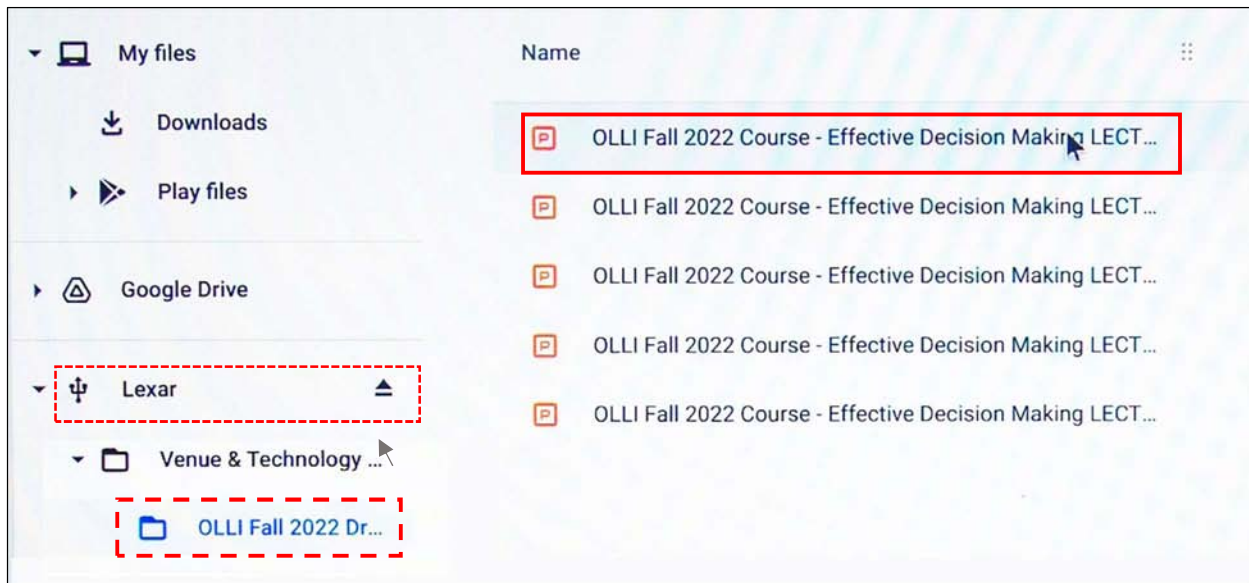 My files
Downloads
Play files
Google Drive
Lexar
Venue & Technology ...
OLLI Fall 2022 Dr...
Name
OLLI Fall 2022 Course - Effective Decision Making LECT...
OLLI Fall 2022 Course - Effective Decision Making LECT...
OLLI Fall 2022 Course - Effective Decision Making LECT...
OLLI Fall 2022 Course - Effective Decision Making LECT...
OLLI Fall 2022 Course - Effective Decision Making LECT...